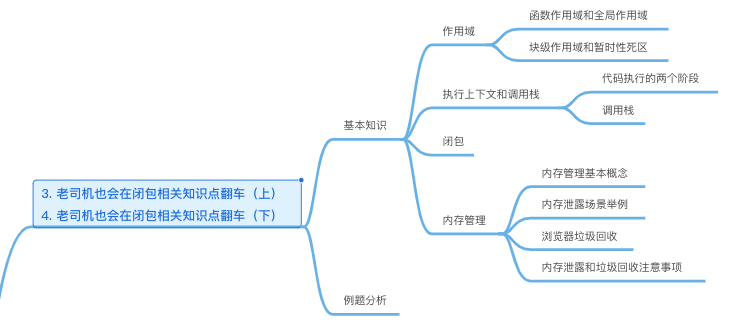 函数作用域和全局作用域
作用域
块级作用域和暂时性死区
代码执行的两个阶段
执行上下文和调用栈
调用栈
基本知识
闭包
内存管理基本概念
3. 老司机也会在闭包相关知识点翻车（上）
4. 老司机也会在闭包相关知识点翻车（下）
内存泄露场景举例
内存管理
浏览器垃圾回收
内存泄露和垃圾回收注意事项
例题分析